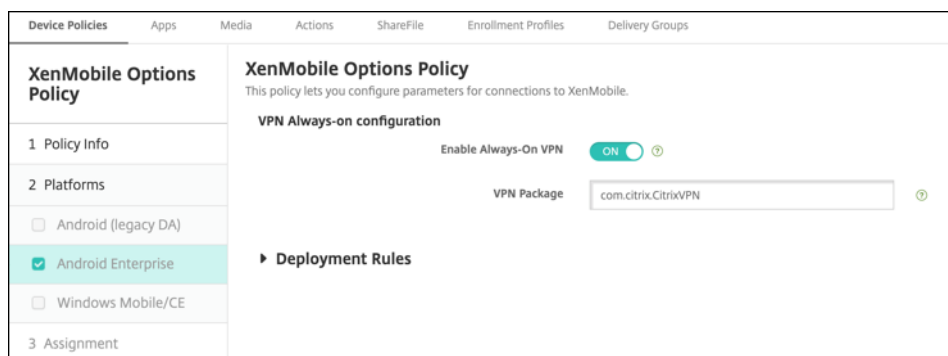 Device Policies Apps Media Actions ShareFile Enrollment Profiles Delivery Groups
XenMobile Options
Policy
1 Policy Info
2 Platforms
Android (legacy DA)
Android Enterprise
Windows Mobile/CE
3 Assignment
XenMobile Options Policy
This policy lets you configure parameters for connections to XenMobile.
VPN Always-on configuration
Enable Always-On VPN ON ?
VPN Package com.citrix.CitrixVPN ?
Deployment Rules